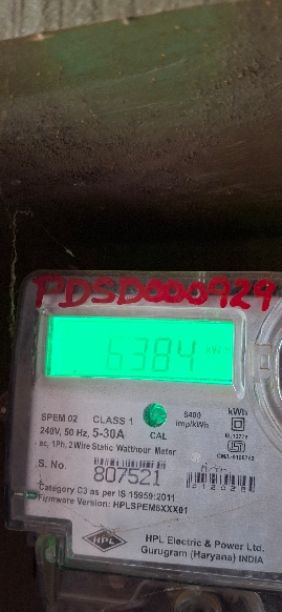 PDSD000929
6384 kW
SPEM 02 CLASS 1
240V, 50 Hz, 5-30A CAL
6400 imp/kWh
kWh
ac, 1Ph, 2Wire Static Watthour Meter
S. No.
807521
Category C3 as per IS 15959:2011
Firmware Version: HPLSPEM5XXX01
HPL
HPL Electric & Power Ltd.
Gurugram (Haryana) INDIA